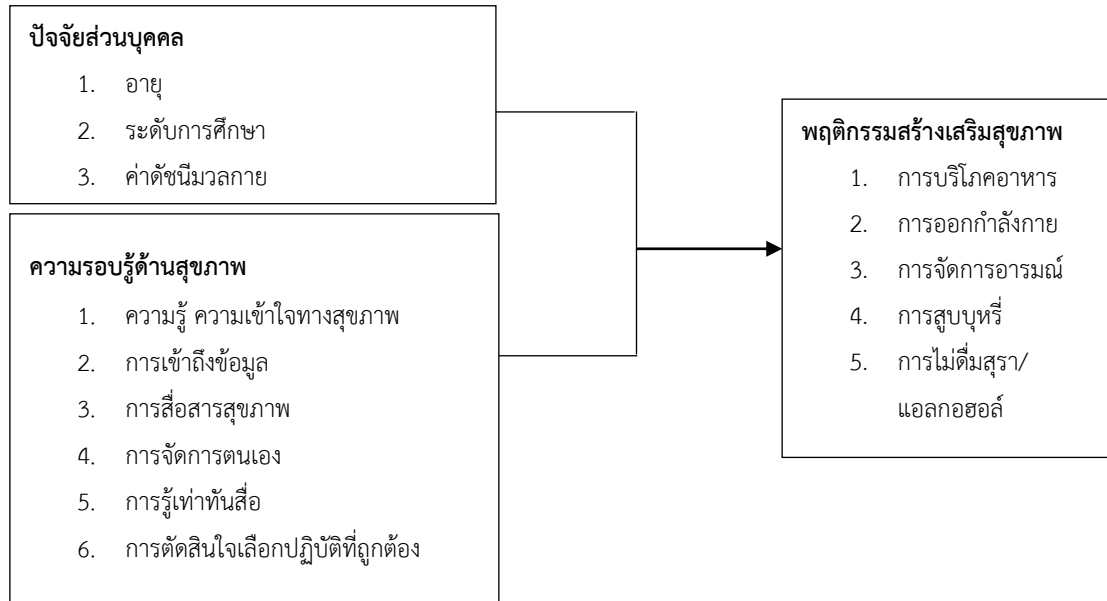 ปัจจัยส่วนบุคคล
1. อายุ
2. ระดับการศึกษา
3. ค่าดัชนีมวลกาย
ความรอบรู้ด้านสุขภาพ
1. ความรู้ ความเข้าใจทางสุขภาพ
2. การเข้าถึงข้อมูล
3. การสื่อสารสุขภาพ
4. การจัดการตนเอง
5. การรู้เท่าทันสื่อ
6. การตัดสินใจเลือกปฏิบัติที่ถูกต้อง
พฤติกรรมสร้างเสริมสุขภาพ
1. การบริโภคอาหาร
2. การออกกำลังกาย
3. การจัดการอารมณ์
4. การสูบบุหรี่
5. การไม่ดื่มสุรา/
แอลกอฮอล์